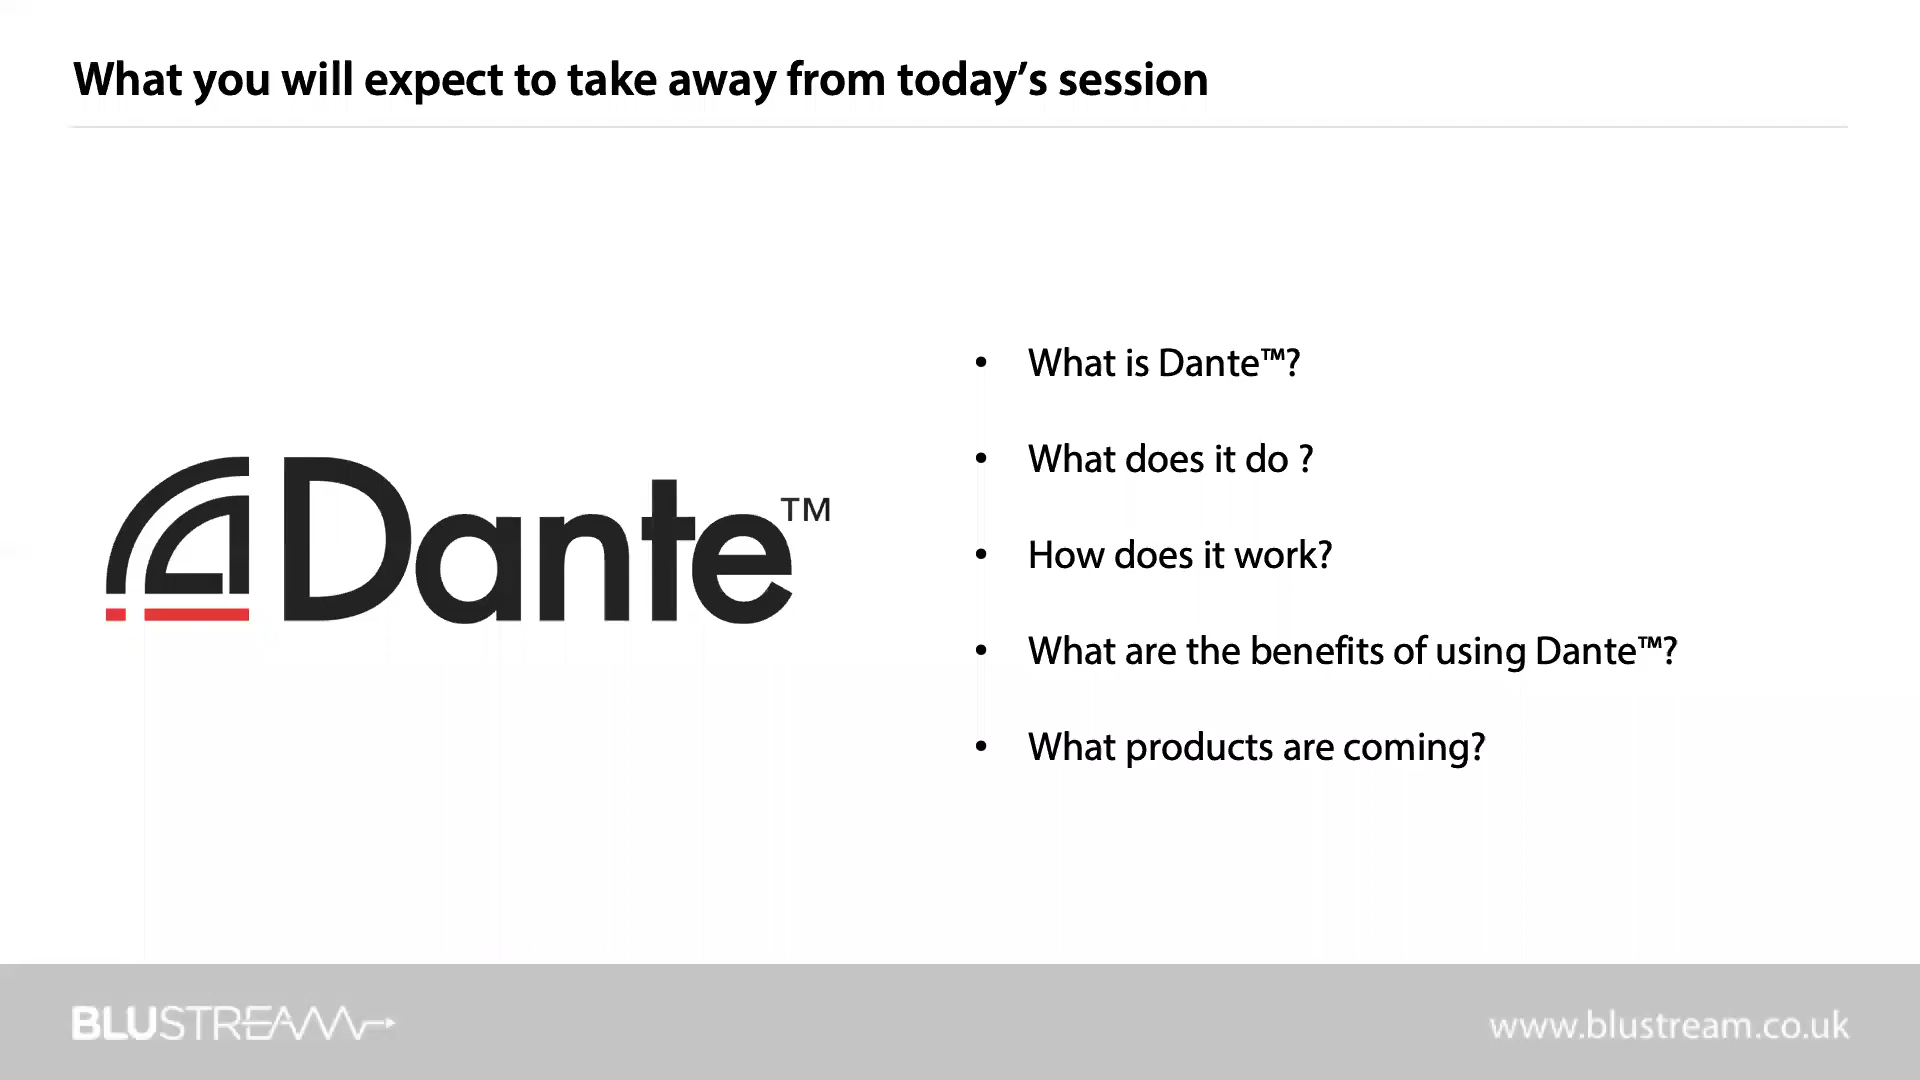 What you will expect to take away from today’s session
Dante™
• What is Dante™?
• What does it do ?
• How does it work?
• What are the benefits of using Dante™?
• What products are coming?
BLUSTREAM
www.blustream.co.uk